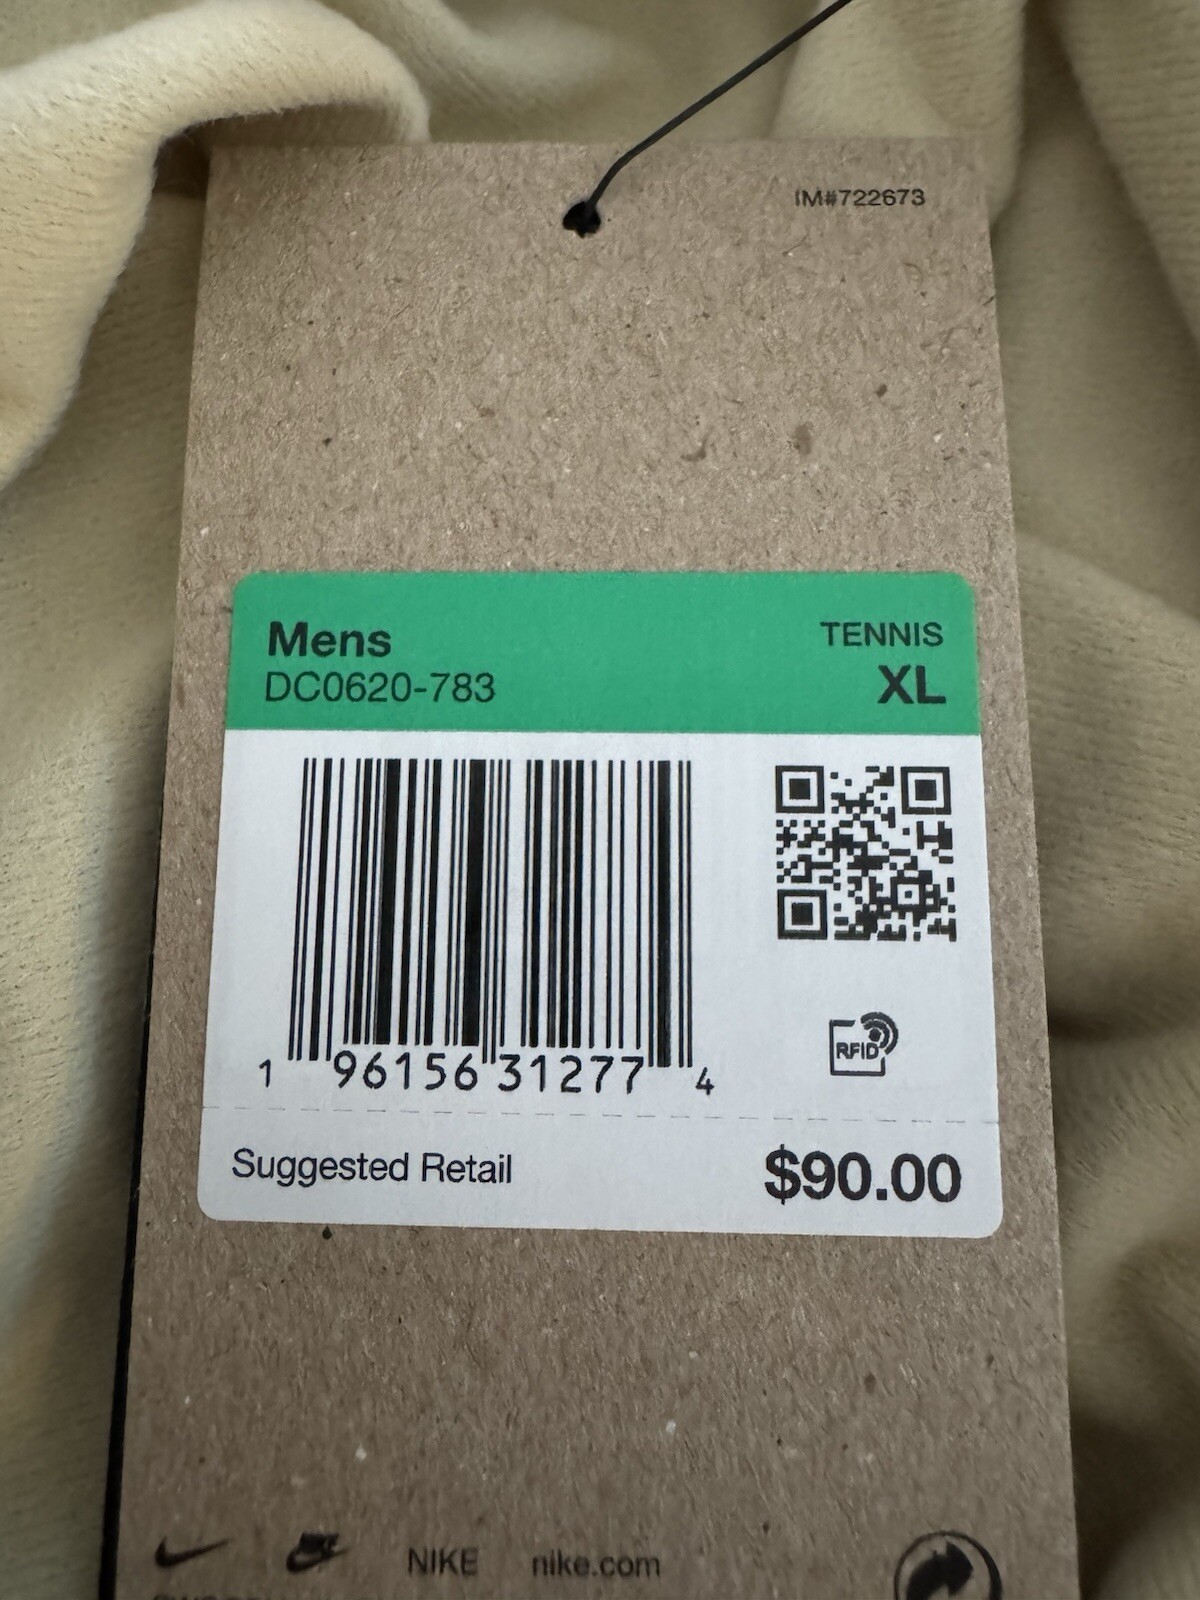 IM#722673
Mens
TENNIS
DC0620-783
XL
1 96156 31277 4
RFID
Suggested Retail
$90.00
NIKE
nike.com